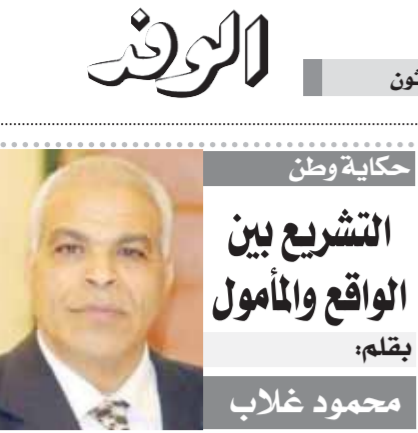 الوفد
ثون
حكاية وطن
التشريع بين
الواقع والمأمول
بقلم:
محمود غلاب